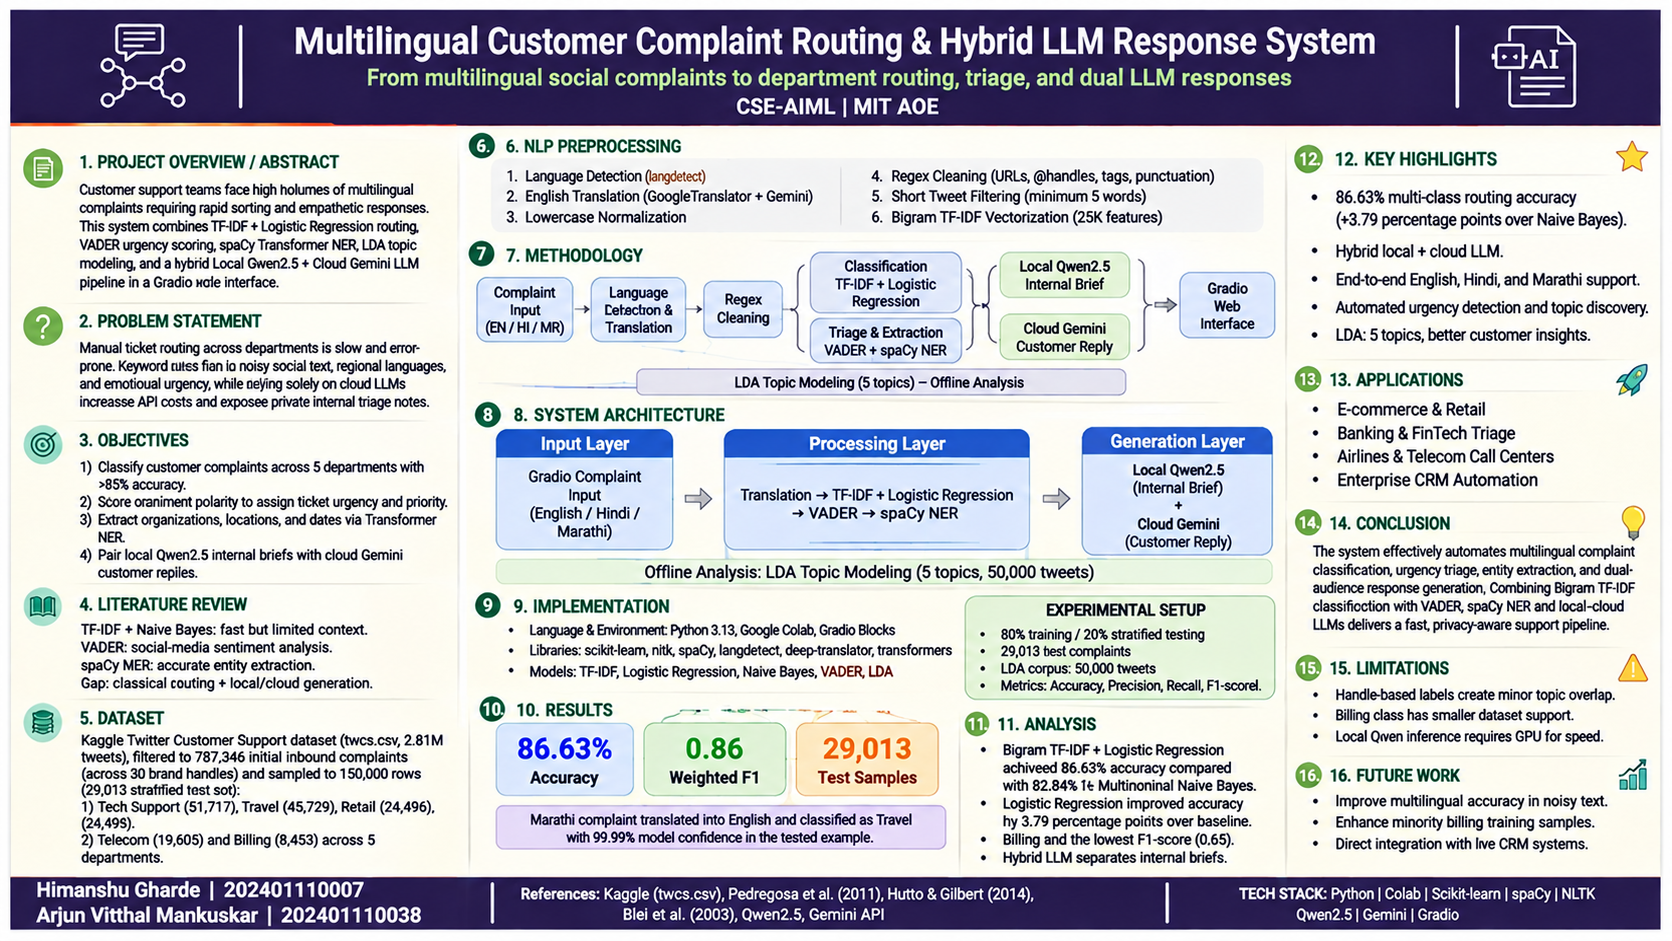 Multilingual Customer Complaint Routing & Hybrid LLM Response System
From multilingual social complaints to department routing, triage, and dual LLM responses
CSE-AIML | MIT AOE
AI
1. PROJECT OVERVIEW / ABSTRACT
Customer support teams face high holumes of multilingual
complaints requiring rapid sorting and empathetic responses.
This system combines TF-IDF + Logistic Regression routing,
VADER urgency scoring, spaCy Transformer NER, LDA topic
modeling, and a hybrid Local Gwen2.5 + Cloud Gemini LLM
pipeline in a Gradio interface.
2. PROBLEM STATEMENT
Manual ticket routing across departments is slow and error-
prone. Keyword noisy social text, regional languages,
and emotioual urgency, while solely on cloud LLMs
increasse API costs and exposee private internal triage notes.
3. OBJECTIVES
1) Classify customer complaints across 5 departments with
>85% accuracy.
2) Score oraniment polarity to assign ticket urgency and priority.
3) Extract organizations, locations, and dates via Transformer
NER.
4) Pair local Qwen2.5 internal briefs with cloud Gemini
customer replies.
4. LITERATURE REVIEW
TF-IDF + Naive Bayes: fast but limited context.
VADER: social-media sentiment analysis.
spaCy MER: accurate entity extraction.
Gap: classical routing + local/cloud generation.
5. DATASET
Kaggle Twitter Customer Support dataset (twcs.csv, 2.81M
tweets), filtered to 787,346 initial inbound complaints
(across 30 brand handles) and sampled to 150,000 rows
(29,013 stratified test sot):
1) Tech Support (51,717), Travel (45,729), Retail (24,496),
(24,49S).
2) Telecom (19,605) and Billing (8,453) across 5
departments.
6. 6. NLP PREPROCESSING
1. Language Detection (langdetect)
2. English Translation (GoogleTranslator + Gemini)
3. Lowercase Normalization
4. Regex Cleaning (URLs, @handles, tags, punctuation)
5. Short Tweet Filtering (minimum 5 words)
6. Bigram TF-IDF Vectorization (25K features)
7 7. METHODOLOGY
Complaint
Input
(EN / HI / MR)
Language
Detection &
Translation
Regex
Cleaning
Classification
TF-IDF + Logistic
Regression
Triage & Extraction
VADER + spaCy NER
Local Qwen2.5
Internal Brief
Cloud Gemini
Customer Reply
Gradio
Web
Interface
LDA Topic Modeling (5 topics) – Offline Analysis
8 8. SYSTEM ARCHITECTURE
Input Layer
Gradio Complaint
Input
(English / Hindi /
Marathi)
Processing Layer
Translation → TF-IDF + Logistic Regression
→ VADER → spaCy NER
Generation Layer
Local Qwen2.5
(Internal Brief)
+
Cloud Gemini
(Customer Reply)
Offline Analysis: LDA Topic Modeling (5 topics, 50,000 tweets)
9 9. IMPLEMENTATION
• Language & Environment: Python 3.13, Google Colab, Gradio Blocks
• Libraries: scikit-leam, nitk, spaCy, langdetect, deep-translator, transformers
• Models: TF-IDF, Logistic Regression, Naive Bayes, VADER, LDA
EXPERIMENTAL SETUP
• 80% training / 20% stratified testing
• 29,013 test complaints
• LDA corpus: 50,000 tweets
• Metrics: Accuracy, Precision, Recall, F1-scorel.
10. 10. RESULTS
86.63%
Accuracy
0.86
Weighted F1
29,013
Test Samples
Marathi complaint translated into English and classified as Travel
with 99.99% model confidence in the tested example.
11. 11. ANALYSIS
• Bigram TF-IDF + Logistic Regression
achiveed 86.63% accuracy compared
with 82.84% Multinoninal Naive Bayes.
• Logistic Regression improved accuracy
hy 3.79 percentage points over baseline.
• Billing and the lowest F1-score (0.65).
• Hybrid LLM separates internal briefs.
12. 12. KEY HIGHLIGHTS
• 86.63% multi-class routing accuracy
(+3.79 percentage points over Naive Bayes).
• Hybrid local + cloud LLM.
• End-to-end English, Hindi, and Marathi support.
• Automated urgency detection and topic discovery.
• LDA: 5 topics, better customer insights.
13. 13. APPLICATIONS
• E-commerce & Retail
• Banking & FinTech Triage
• Airlines & Telecom Call Centers
• Enterprise CRM Automation
14. 14. CONCLUSION
The system effectively automates multilingual complaint
classification, urgency triage, entity extraction, and dual-
audience response generation, Combining Bigram TF-IDF
classificction with VADER, spaCy NER and local-cloud
LLMs delivers a fast, privacy-aware support pipeline.
15. 15. LIMITATIONS
• Handle-based labels create minor topic overlap.
• Billing class has smaller dataset support.
• Local Qwen inference requires GPU for speed.
16. 16. FUTURE WORK
• Improve multilingual accuracy in noisy text.
• Enhance minority billing training samples.
• Direct integration with live CRM systems.
Himanshu Gharde | 202401110007
Arjun Vitthal Mankuskar | 202401110038
References: Kaggle (twcs.csv), Pedregosa et al. (2011), Hutto & Gilbert (2014),
Blei et al. (2003), Qwen2.5, Gemini API
TECH STACK: Python | Colab | Scikit-learn | spaCy | NLTK
Qwen2.5 | Gemini | Gradio